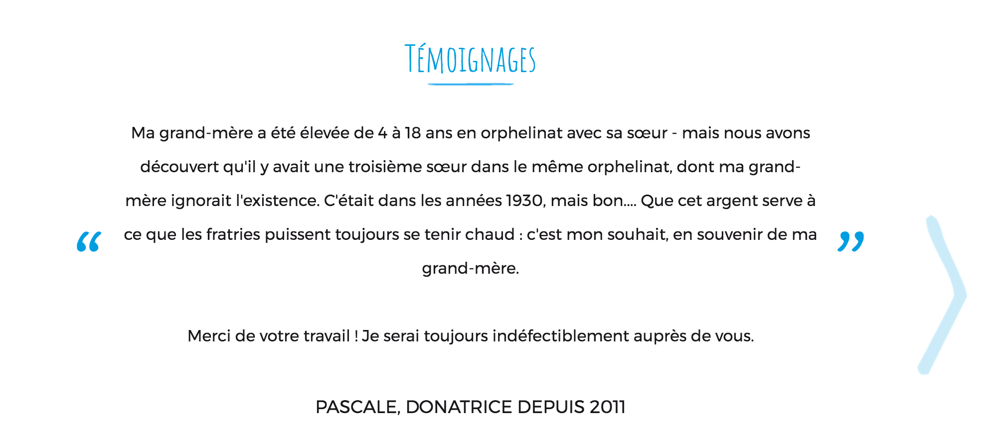 TÉMOIGNAGES
Ma grand-mère a été élevée de 4 à 18 ans en orphelinat avec sa sœur - mais nous avons
découvert qu'il y avait une troisième sœur dans le même orphelinat, dont ma grand-
mère ignorait l'existence. C'était dans les années 1930, mais bon.... Que cet argent serve à
“ ce que les fratries puissent toujours se tenir chaud : c'est mon souhait, en souvenir de ma ”
grand-mère.
Merci de votre travail ! Je serai toujours indéfectiblement auprès de vous.
PASCALE, DONATRICE DEPUIS 2011